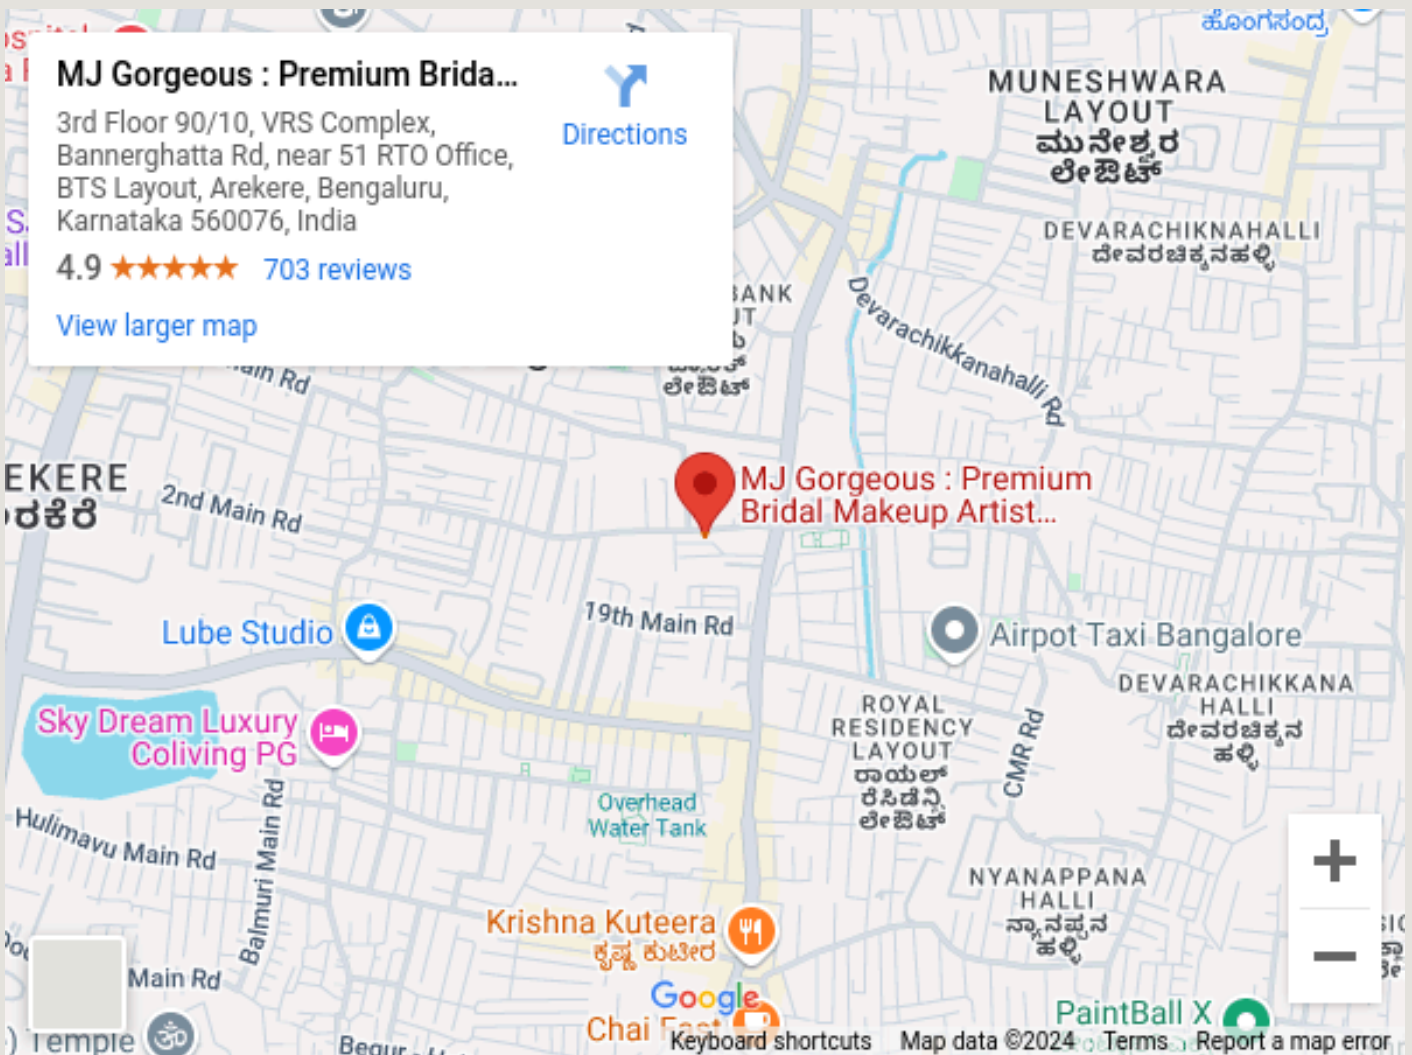 MJ Gorgeous : Premium Brida...
3rd Floor 90/10, VRS Complex,
Bannerghatta Rd, near 51 RTO Office,
BTS Layout, Arekere, Bengaluru,
Karnataka 560076, India
4.9
703 reviews
View larger map
Directions
ಹೊಂಗಸಂದ್ರ
MUNESHWARA
LAYOUT
ಮುನೇಶ್ವರ
ಲೇಔಟ್
DEVARACHIKNAHALLI
ದೇವರಚಿಕ್ಕನಹಳ್ಳಿ
Devarachikkanahalli Rd
ಲೇಔಟ್
Main Rd
EKERE
ರಕೆರೆ
2nd Main Rd
MJ Gorgeous : Premium
Bridal Makeup Artist...
19th Main Rd
Lube Studio
Airpot Taxi Bangalore
Sky Dream Luxury
Coliving PG
DEVARACHIKKANA
HALLI
ದೇವರಚಿಕ್ಕನ
ಹಳ್ಳಿ
ROYAL
RESIDENCY
LAYOUT
ರಾಯಲ್
ರೆಸಿಡೆನ್ಸಿ
ಲೇಔಟ್
CMR Rd
Overhead
Water Tank
Hulimavu Main Rd
Balmuri Main Rd
NYANAPPANA
HALLI
ನ್ಯಾನಪ್ಪನ
ಹಳ್ಳಿ
Krishna Kuteera
ಕೃಷ್ಣ ಕುಟೀರ
Main Rd
Google
Chai
PaintBall X
Temple
Begur
Keyboard shortcuts
Map data ©2024
Terms
Report a map error